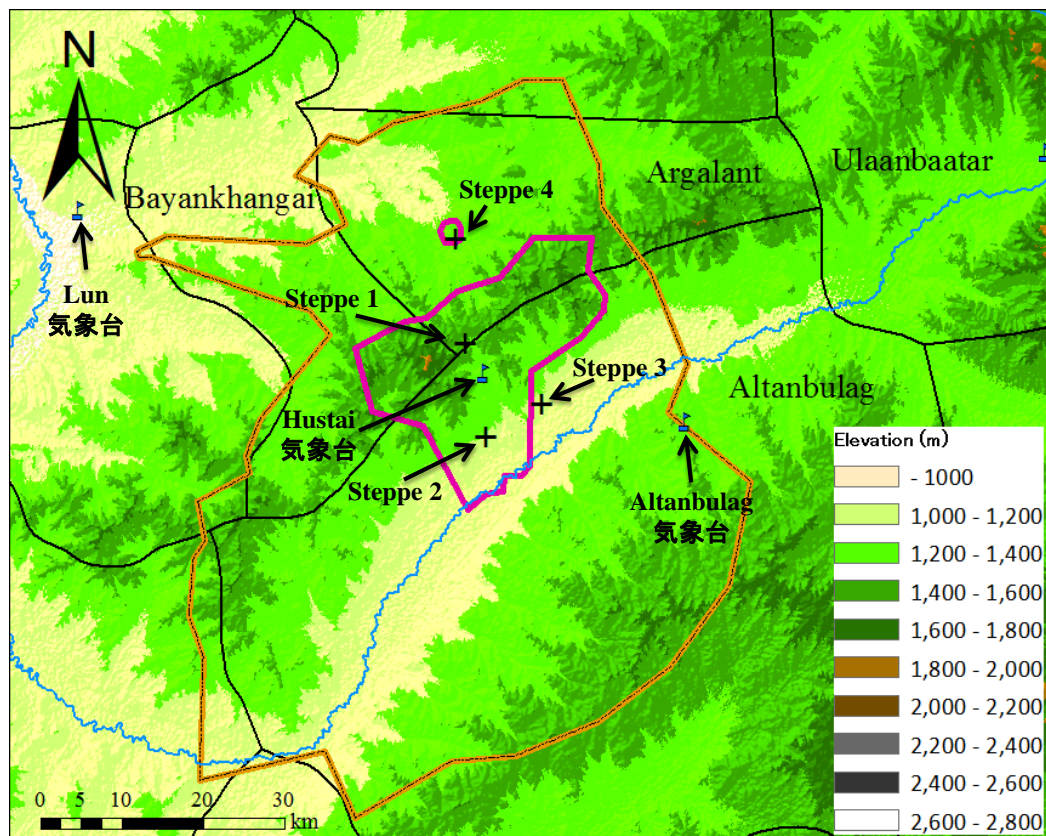 N
Ulaanbaatar
Argalant
Bayankhangai
Steppe 4
Lun
気象台
Steppe 1
Steppe 3
Altanbulag
Hustai
気象台
Steppe 2
Altanbulag
気象台
Elevation (m)
- 1000
1,000 - 1,200
1,200 - 1,400
1,400 - 1,600
1,600 - 1,800
1,800 - 2,000
2,000 - 2,200
2,200 - 2,400
2,400 - 2,600
2,600 - 2,800
0 5 10 20 30
km